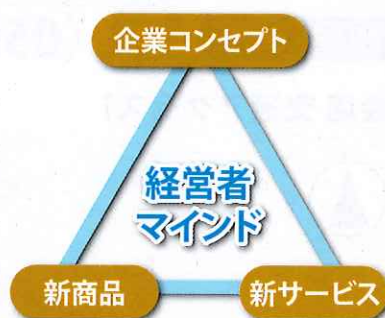 企業コンセプト
経営者
マインド
新商品
新サービス